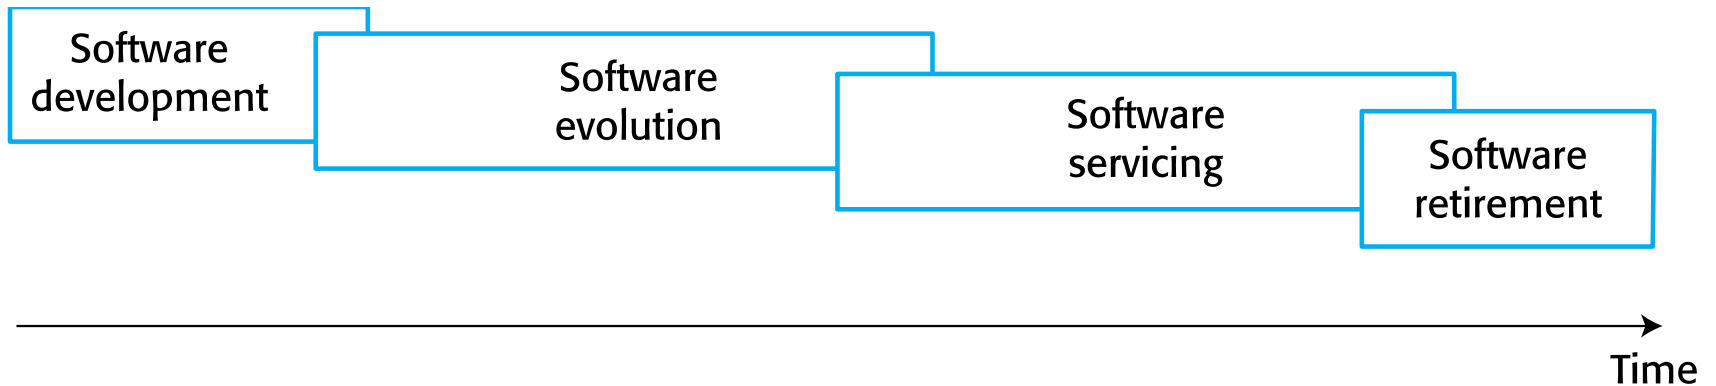 Software
development
Software
evolution
Software
servicing
Software
retirement
Time